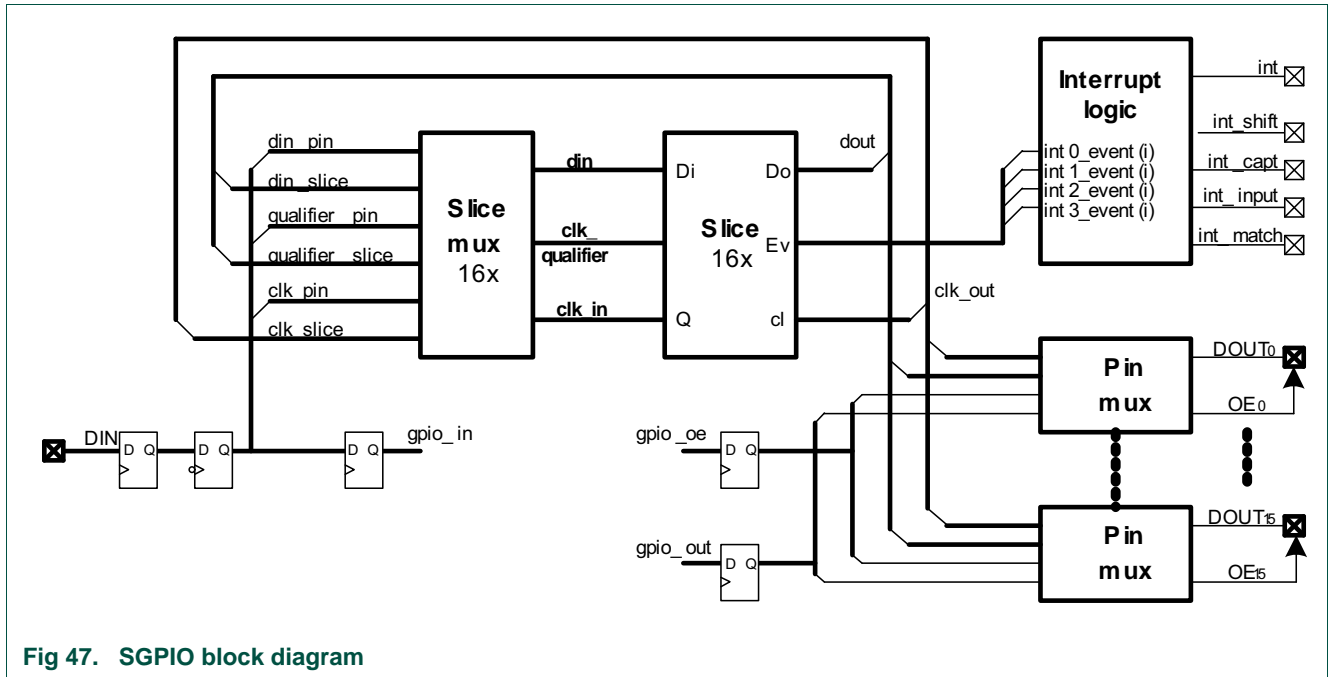 Interrupt
logic
int
int_shift
int_capt
int_input
int_match
int 0_event (i)
int 1_event (i)
int 2_event (i)
int 3_event (i)
din_pin
din_slice
qualifier_pin
qualifier_slice
clk_pin
clk_slice
Slice
mux
16x
din
clk_
qualifier
clk_in
Di
Do
Slice
16x
Ev
Q
cl
dout
clk_out
DIN
D Q
D Q
D Q
gpio_in
gpio_oe
D Q
gpio_out
D Q
Pin
mux
DOUT0
OE0
Pin
mux
DOUT15
OE15
Fig 47. SGPIO block diagram